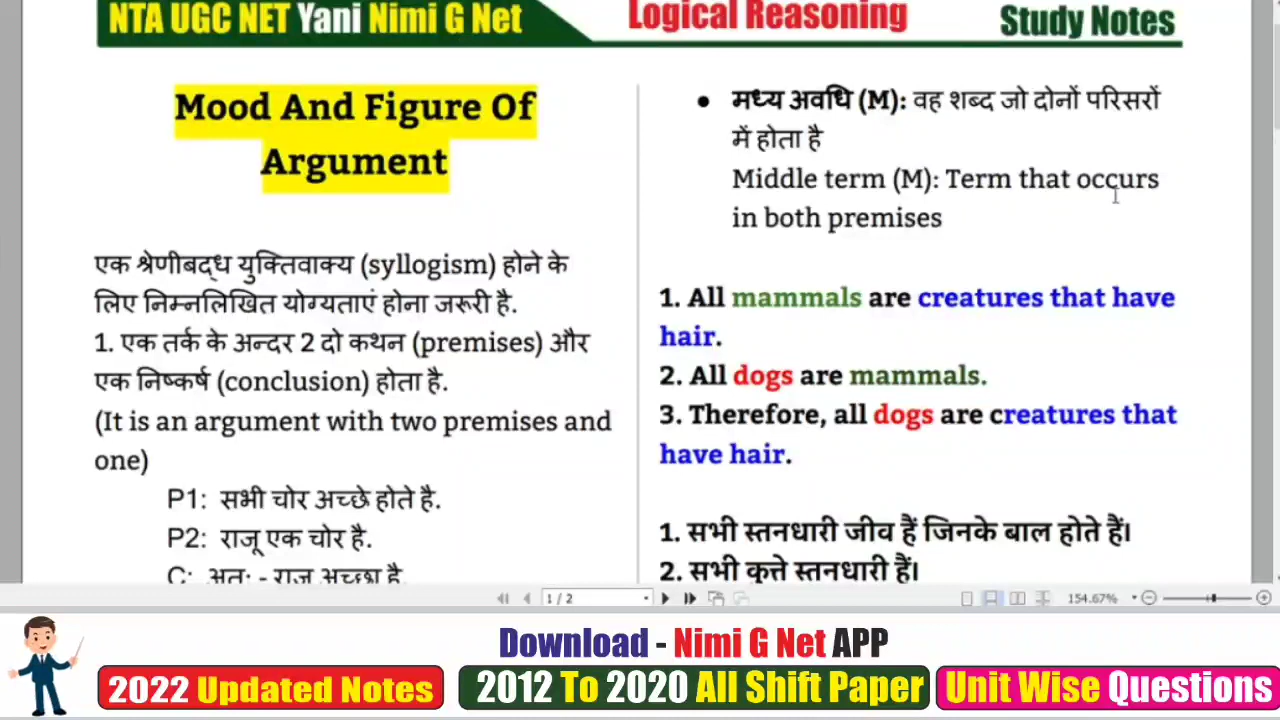 NTA UGC NET Yani Nimi G Net
Logical Reasoning
Study Notes
Mood And Figure Of
Argument
एक श्रेणीबद्ध युक्तिवाक्य (syllogism) होने के
लिए निम्नलिखित योग्यताएं होना जरूरी है.
1. एक तर्क के अन्दर 2 दो कथन (premises) और
एक निष्कर्ष (conclusion) होता है.
(It is an argument with two premises and
one)
P1: सभी चोर अच्छे होते है.
P2: राजू एक चोर है.
C: अतः - राजू अच्छा है
• मध्य अवधि (M): वह शब्द जो दोनों परिसरों
में होता है
Middle term (M): Term that occurs
in both premises
1. All mammals are creatures that have
hair.
2. All dogs are mammals.
3. Therefore, all dogs are creatures that
have hair.
1. सभी स्तनधारी जीव हैं जिनके बाल होते हैं।
2. सभी कुत्ते स्तनधारी हैं।
1 / 2
154.67%
Download - Nimi G Net APP
2022 Updated Notes
2012 To 2020 All Shift Paper
Unit Wise Questions